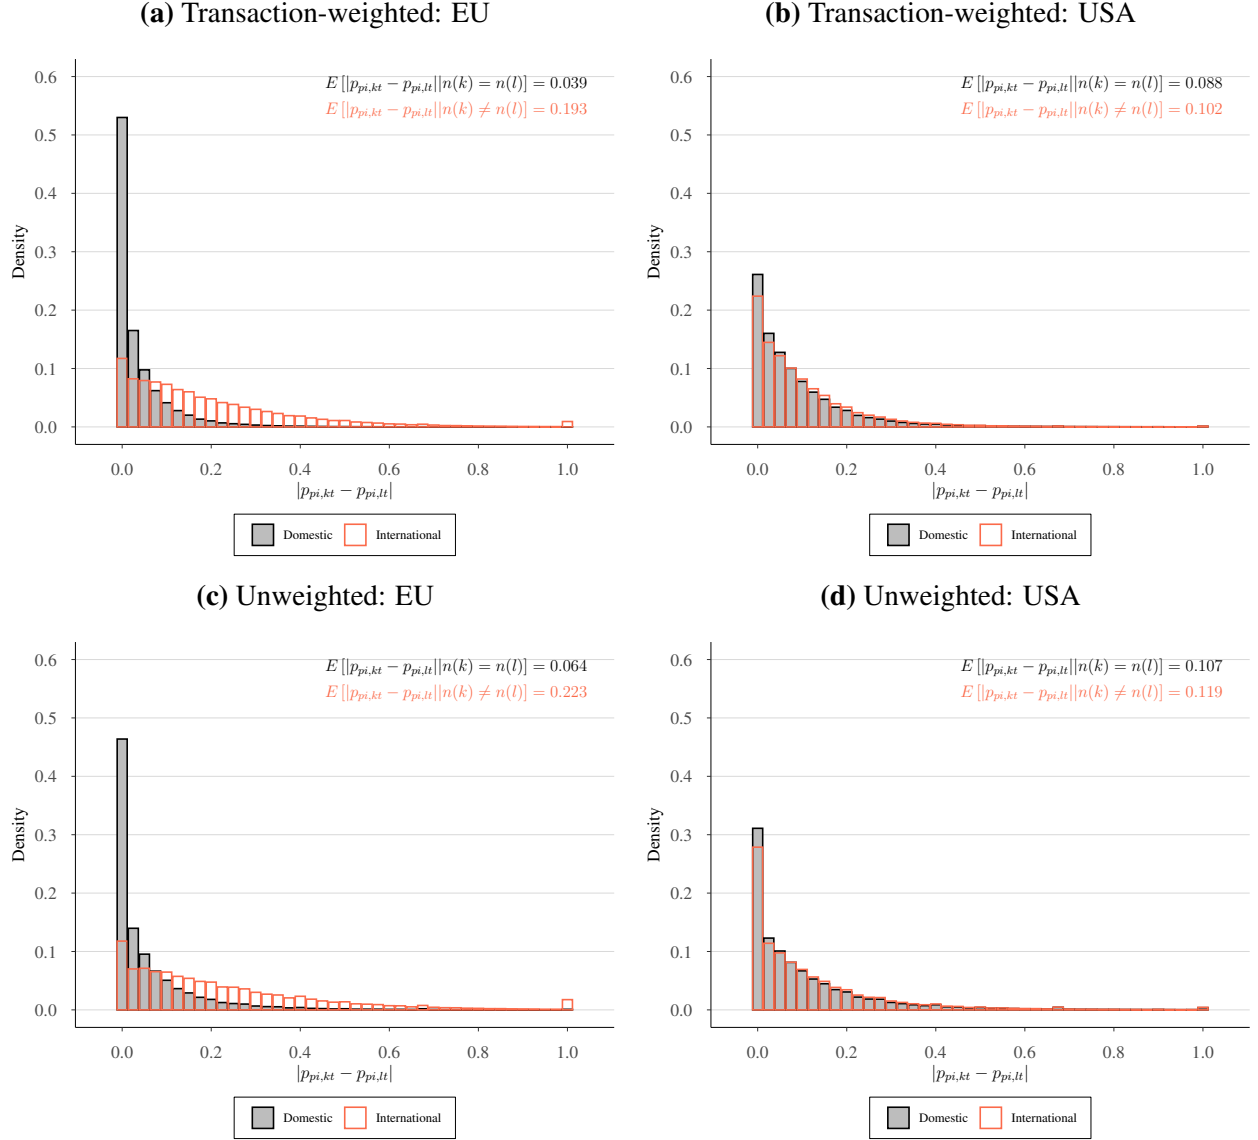 (a) Transaction-weighted: EU
E [|p_{pi,kt} − p_{pi,lt}||n(k) = n(l)] = 0.039
E [|p_{pi,kt} − p_{pi,lt}||n(k) ≠ n(l)] = 0.193
0.6
0.5
0.4
0.3
0.2
0.1
0.0
Density
0.0 0.2 0.4 0.6 0.8 1.0
|p_{pi,kt} − p_{pi,lt}|
Domestic International
(b) Transaction-weighted: USA
E [|p_{pi,kt} − p_{pi,lt}||n(k) = n(l)] = 0.088
E [|p_{pi,kt} − p_{pi,lt}||n(k) ≠ n(l)] = 0.102
0.6
0.5
0.4
0.3
0.2
0.1
0.0
Density
0.0 0.2 0.4 0.6 0.8 1.0
|p_{pi,kt} − p_{pi,lt}|
Domestic International
(c) Unweighted: EU
E [|p_{pi,kt} − p_{pi,lt}||n(k) = n(l)] = 0.064
E [|p_{pi,kt} − p_{pi,lt}||n(k) ≠ n(l)] = 0.223
0.6
0.5
0.4
0.3
0.2
0.1
0.0
Density
0.0 0.2 0.4 0.6 0.8 1.0
|p_{pi,kt} − p_{pi,lt}|
Domestic International
(d) Unweighted: USA
E [|p_{pi,kt} − p_{pi,lt}||n(k) = n(l)] = 0.107
E [|p_{pi,kt} − p_{pi,lt}||n(k) ≠ n(l)] = 0.119
0.6
0.5
0.4
0.3
0.2
0.1
0.0
Density
0.0 0.2 0.4 0.6 0.8 1.0
|p_{pi,kt} − p_{pi,lt}|
Domestic International